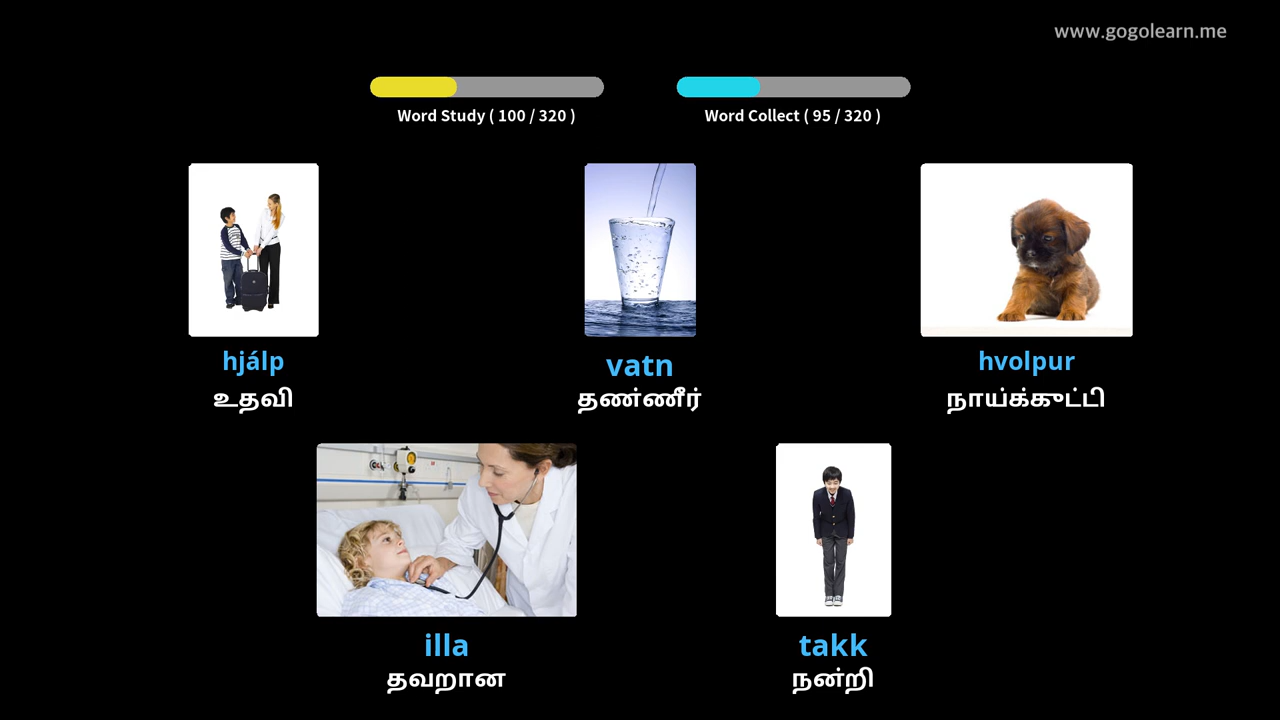 www.gogolearn.me
Word Study ( 100 / 320 )
Word Collect ( 95 / 320 )
hjálp
உதவி
vatn
தண்ணீர்
hvolpur
நாய்க்குட்டி
illa
தவறான
takk
நன்றி